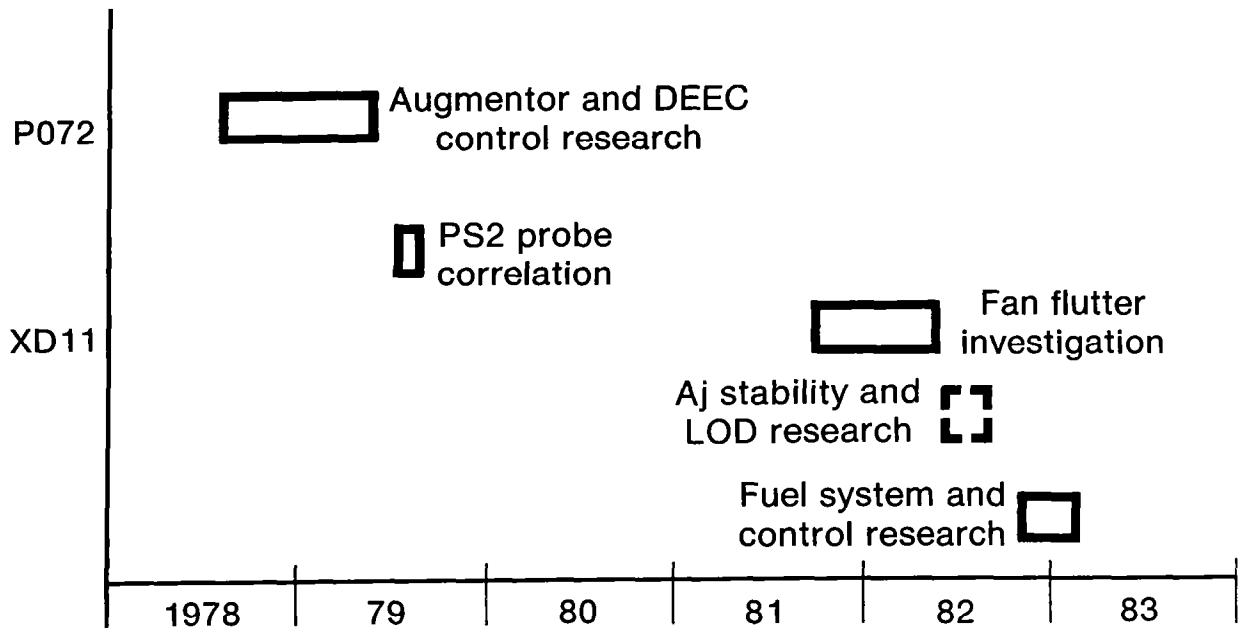 Augmentor and DEEC
control research
P072
PS2 probe
correlation
Fan flutter
investigation
XD11
Aj stability and
LOD research
Fuel system and
control research
1978 79 80 81 82 83